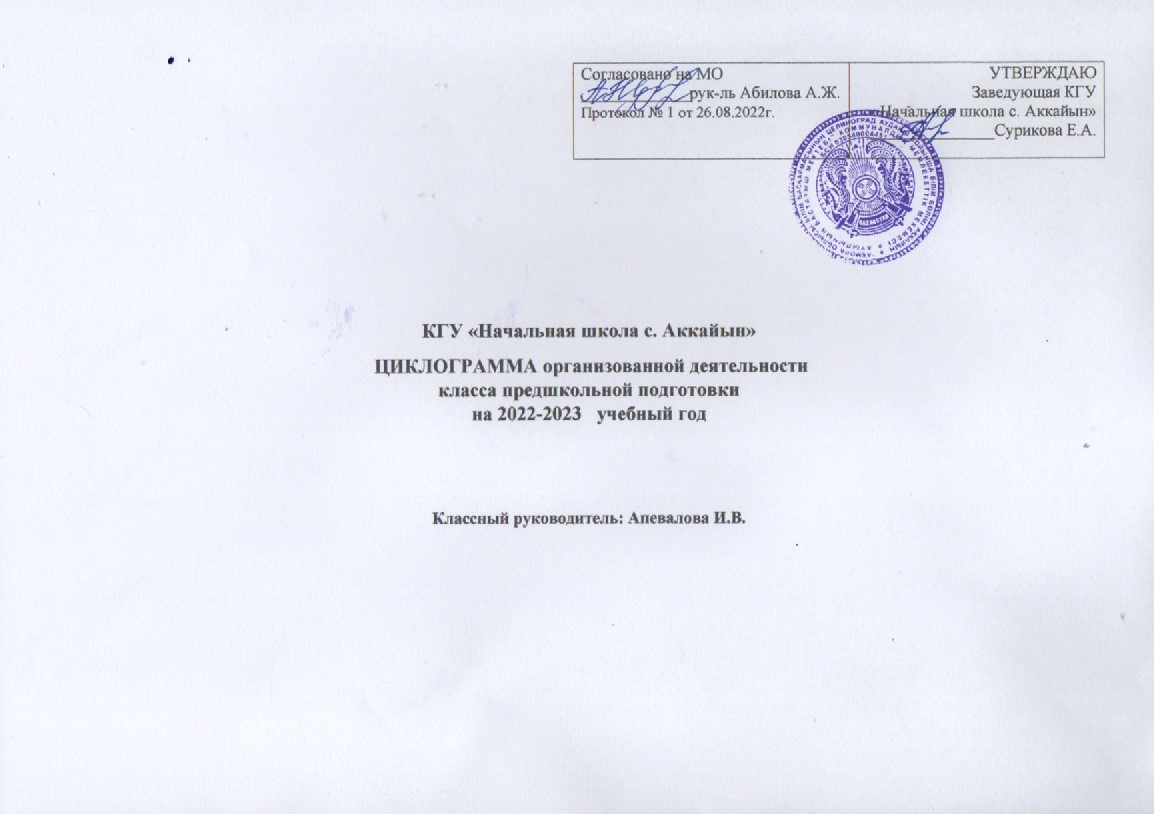 Согласовано на МО
рук-ль Абилова А.Ж.
Протокол № 1 от 26.08.2022г.
УТВЕРЖДАЮ
Заведующая КГУ
«Начальная школа с. Аккайын»
Сурикова Е.А.
КГУ «Начальная школа с. Аккайын»
ЦИКЛОГРАММА организованной деятельности
класса предшкольной подготовки
на 2022-2023 учебный год
Классный руководитель: Апевалова И.В.